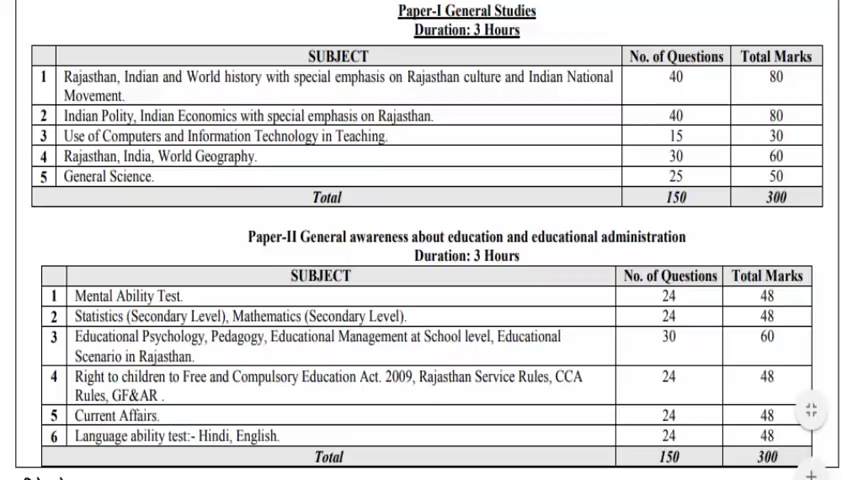 Paper-I General Studies
Duration: 3 Hours
SUBJECT No. of Questions Total Marks
1 Rajasthan, Indian and World history with special emphasis on Rajasthan culture and Indian National 40 80
Movement.
2 Indian Polity, Indian Economics with special emphasis on Rajasthan. 40 80
3 Use of Computers and Information Technology in Teaching. 15 30
4 Rajasthan, India, World Geography. 30 60
5 General Science. 25 50
Total 150 300
Paper-II General awareness about education and educational administration
Duration: 3 Hours
SUBJECT No. of Questions Total Marks
1 Mental Ability Test. 24 48
2 Statistics (Secondary Level), Mathematics (Secondary Level). 24 48
3 Educational Psychology, Pedagogy, Educational Management at School level, Educational 30 60
Scenario in Rajasthan.
4 Right to children to Free and Compulsory Education Act. 2009, Rajasthan Service Rules, CCA 24 48
Rules, GF&AR .
5 Current Affairs. 24 48
6 Language ability test:- Hindi, English. 24 48
Total 150 300